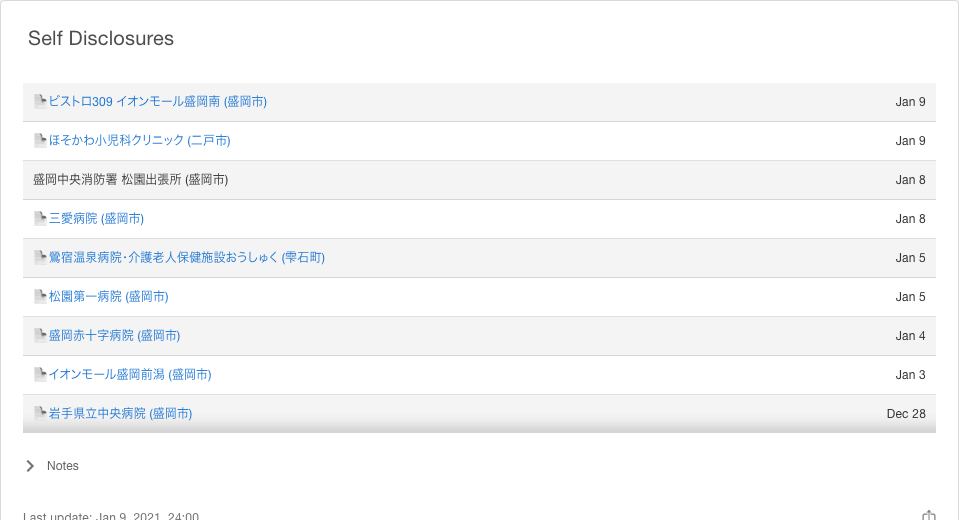 Self Disclosures
ビストロ309 イオンモール盛岡南 (盛岡市) Jan 9
ほそかわ小児科クリニック (二戸市) Jan 9
盛岡中央消防署 松園出張所 (盛岡市) Jan 8
三愛病院 (盛岡市) Jan 8
鶯宿温泉病院・介護老人保健施設おうしゅく (雫石町) Jan 5
松園第一病院 (盛岡市) Jan 5
盛岡赤十字病院 (盛岡市) Jan 4
イオンモール盛岡前潟 (盛岡市) Jan 3
岩手県立中央病院 (盛岡市) Dec 28
Notes
Last update: Jan 9, 2021, 24:00